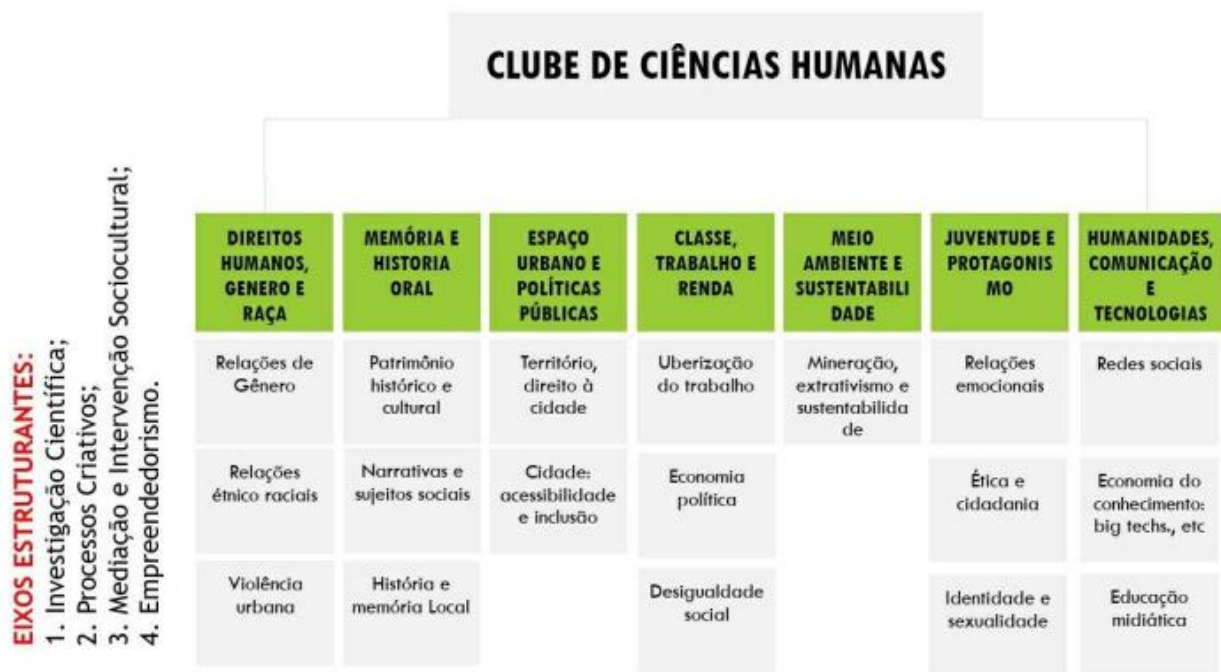 CLUBE DE CIÊNCIAS HUMANAS
EIXOS ESTRUTURANTES:
1. Investigação Científica;
2. Processos Criativos;
3. Mediação e Intervenção Sociocultural;
4. Empreendedorismo.
DIREITOS
HUMANOS,
GENERO E
RAÇA
Relações de
Gênero
Relações
étnico raciais
Violência
urbana
MEMÓRIA E
HISTORIA
ORAL
Patrimônio
histórico e
cultural
Narrativas e
sujeitos sociais
História e
memória Local
ESPAÇO
URBANO E
POLÍTICAS
PÚBLICAS
Território,
direito à
cidade
Cidade:
acessibilidade
e inclusão
CLASSE,
TRABALHO E
RENDA
Uberização
do trabalho
Economia
política
Desigualdade
social
MEIO
AMBIENTE E
SUSTENTABILI
DADE
Mineração,
extrativismo e
sustentabilida
de
JUVENTUDE E
PROTAGONIS
MO
Relações
emocionais
Ética e
cidadania
Identidade e
sexualidade
HUMANIDADES,
COMUNICAÇÃO
E
TECNOLOGIAS
Redes sociais
Economia do
conhecimento:
big techs., etc
Educação
midiática